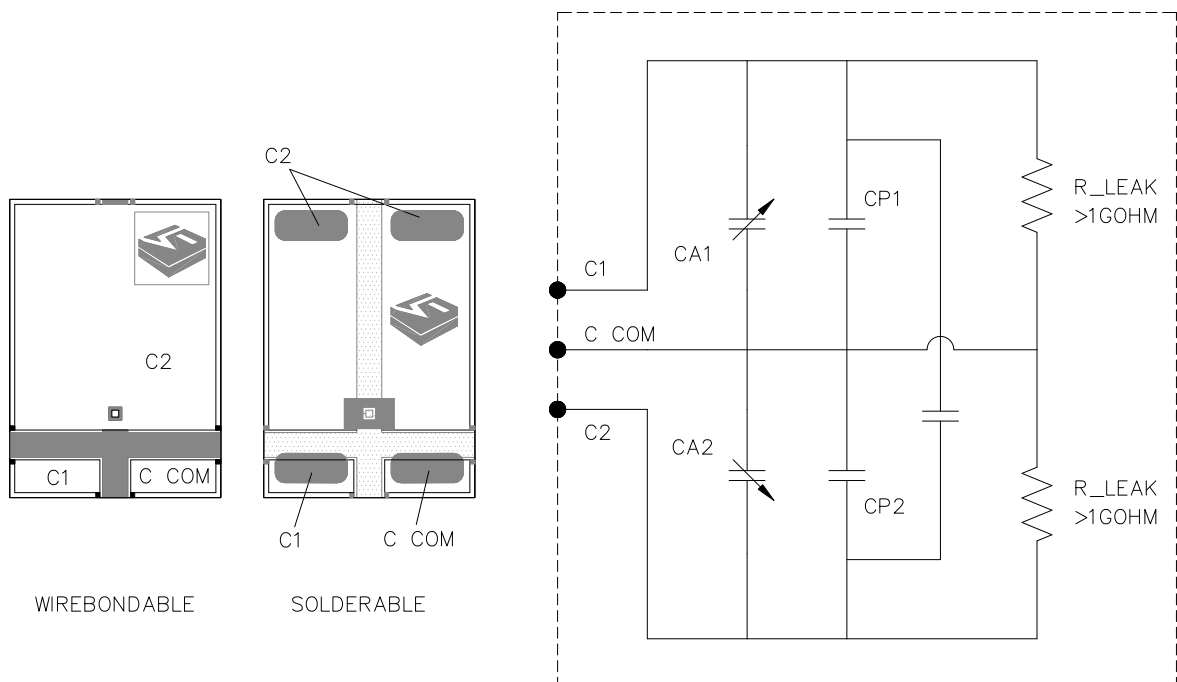 C2
C1
C COM
WIREBONDABLE
C2
C1
C COM
SOLDERABLE
C1
C COM
C2
CA1
CP1
R_LEAK
>1GOHM
CA2
CP2
R_LEAK
>1GOHM